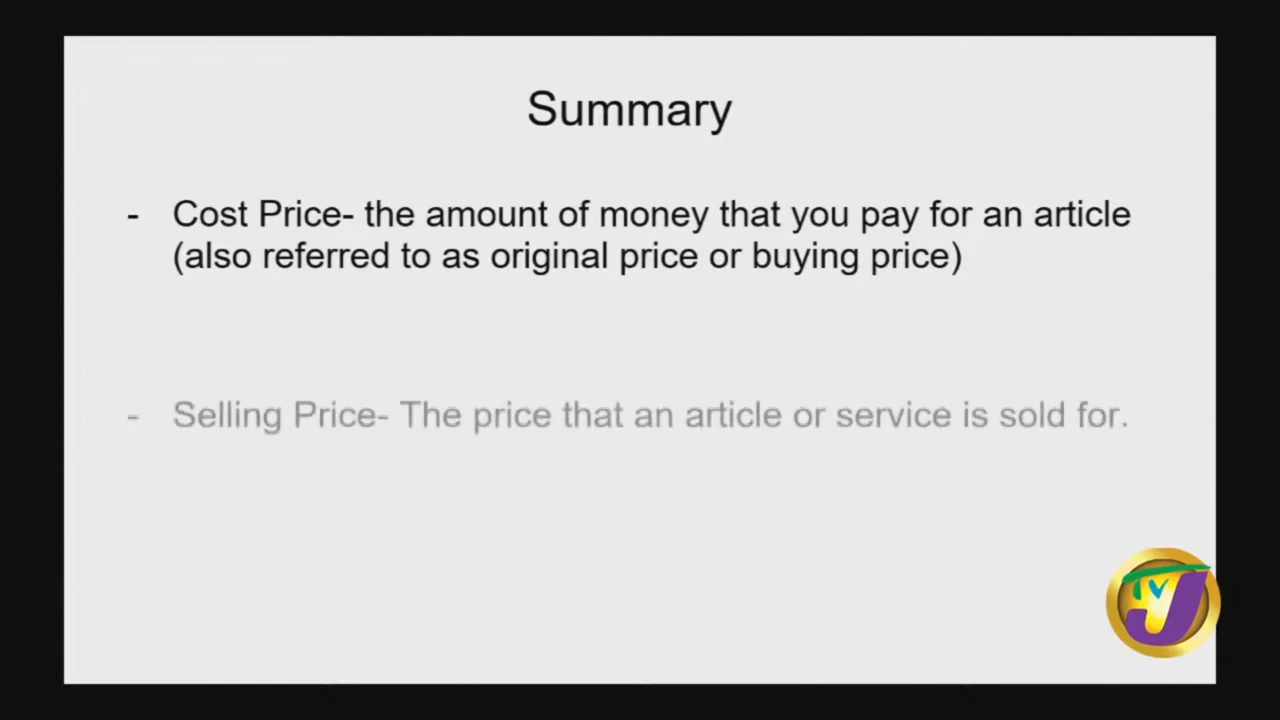 Summary
- Cost Price- the amount of money that you pay for an article
(also referred to as original price or buying price)
- Selling Price- The price that an article or service is sold for.
TVJ